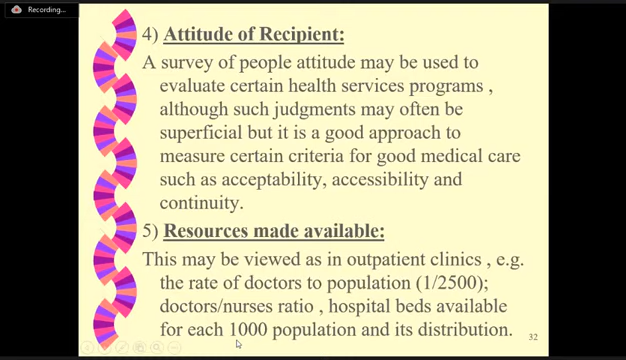 Recording...
4) Attitude of Recipient:
A survey of people attitude may be used to
evaluate certain health services programs ,
although such judgments may often be
superficial but it is a good approach to
measure certain criteria for good medical care
such as acceptability, accessibility and
continuity.
5) Resources made available:
This may be viewed as in outpatient clinics , e.g.
the rate of doctors to population (1/2500);
doctors/nurses ratio , hospital beds available
for each 1000 population and its distribution.
32